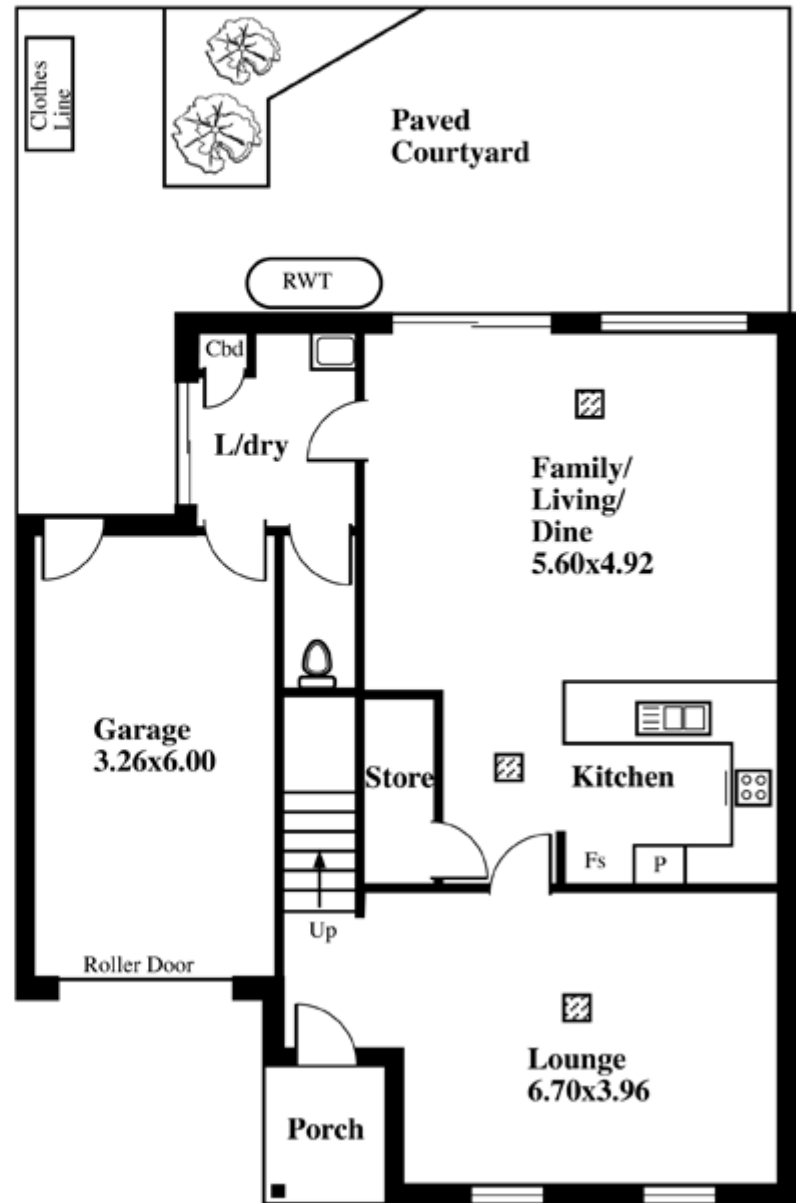 Clothes
Line
Paved
Courtyard
RWT
Cbd
L/dry
Family/
Living/
Dine
5.60x4.92
Garage
3.26x6.00
Store
Kitchen
Fs
P
Up
Roller Door
Lounge
6.70x3.96
Porch